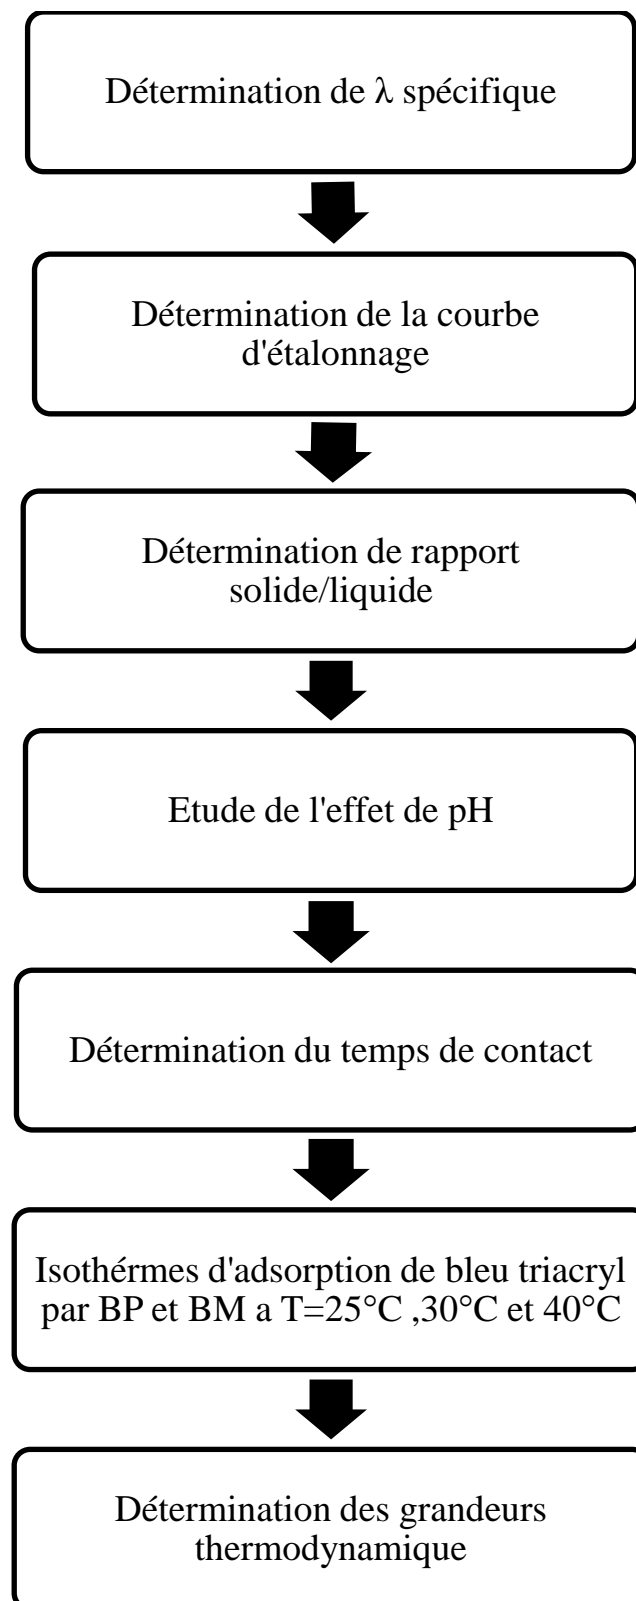 Détermination de λ spécifique
Détermination de la courbe
d'étalonnage
Détermination de rapport
solide/liquide
Etude de l'effet de pH
Détermination du temps de contact
Isothérmes d'adsorption de bleu triacryl
par BP et BM a T=25°C ,30°C et 40°C
Détermination des grandeurs
thermodynamique